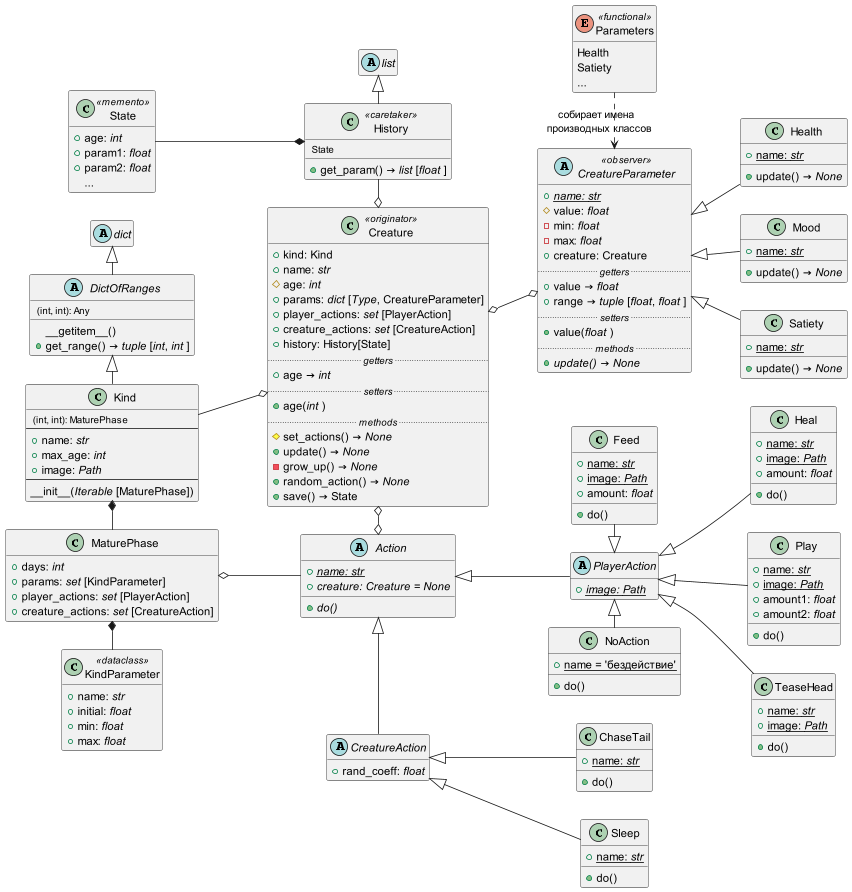 E «functional»
Parameters
Health
Satiety
...
A list
C «memento»
State
age: int
param1: float
param2: float
...
C «caretaker»
History
State
get_param() → list [float ]
собирает имена
производных классов
A «observer»
CreatureParameter
name: str
value: float
min: float
max: float
creature: Creature
getters
value → float
range → tuple [float, float ]
setters
value(float )
methods
update() → None
C Health
name: str
update() → None
C Mood
name: str
update() → None
C Satiety
name: str
update() → None
A dict
A DictOfRanges
(int, int): Any
__getitem__()
get_range() → tuple [int, int ]
C «originator»
Creature
kind: Kind
name: str
age: int
params: dict [Type, CreatureParameter]
player_actions: set [PlayerAction]
creature_actions: set [CreatureAction]
history: History[State]
getters
age → int
setters
age(int )
methods
set_actions() → None
update() → None
grow_up() → None
random_action() → None
save() → State
C Kind
(int, int): MaturePhase
name: str
max_age: int
image: Path
__init__(Iterable [MaturePhase])
C MaturePhase
days: int
params: set [KindParameter]
player_actions: set [PlayerAction]
creature_actions: set [CreatureAction]
C «dataclass»
KindParameter
name: str
initial: float
min: float
max: float
A Action
name: str
creature: Creature = None
do()
C Feed
name: str
image: Path
amount: float
do()
C Heal
name: str
image: Path
amount: float
do()
A PlayerAction
image: Path
C Play
name: str
image: Path
amount1: float
amount2: float
do()
C NoAction
name = 'бездействие'
do()
C TeaseHead
name: str
image: Path
do()
A CreatureAction
rand_coeff: float
C ChaseTail
name: str
do()
C Sleep
name: str
do()